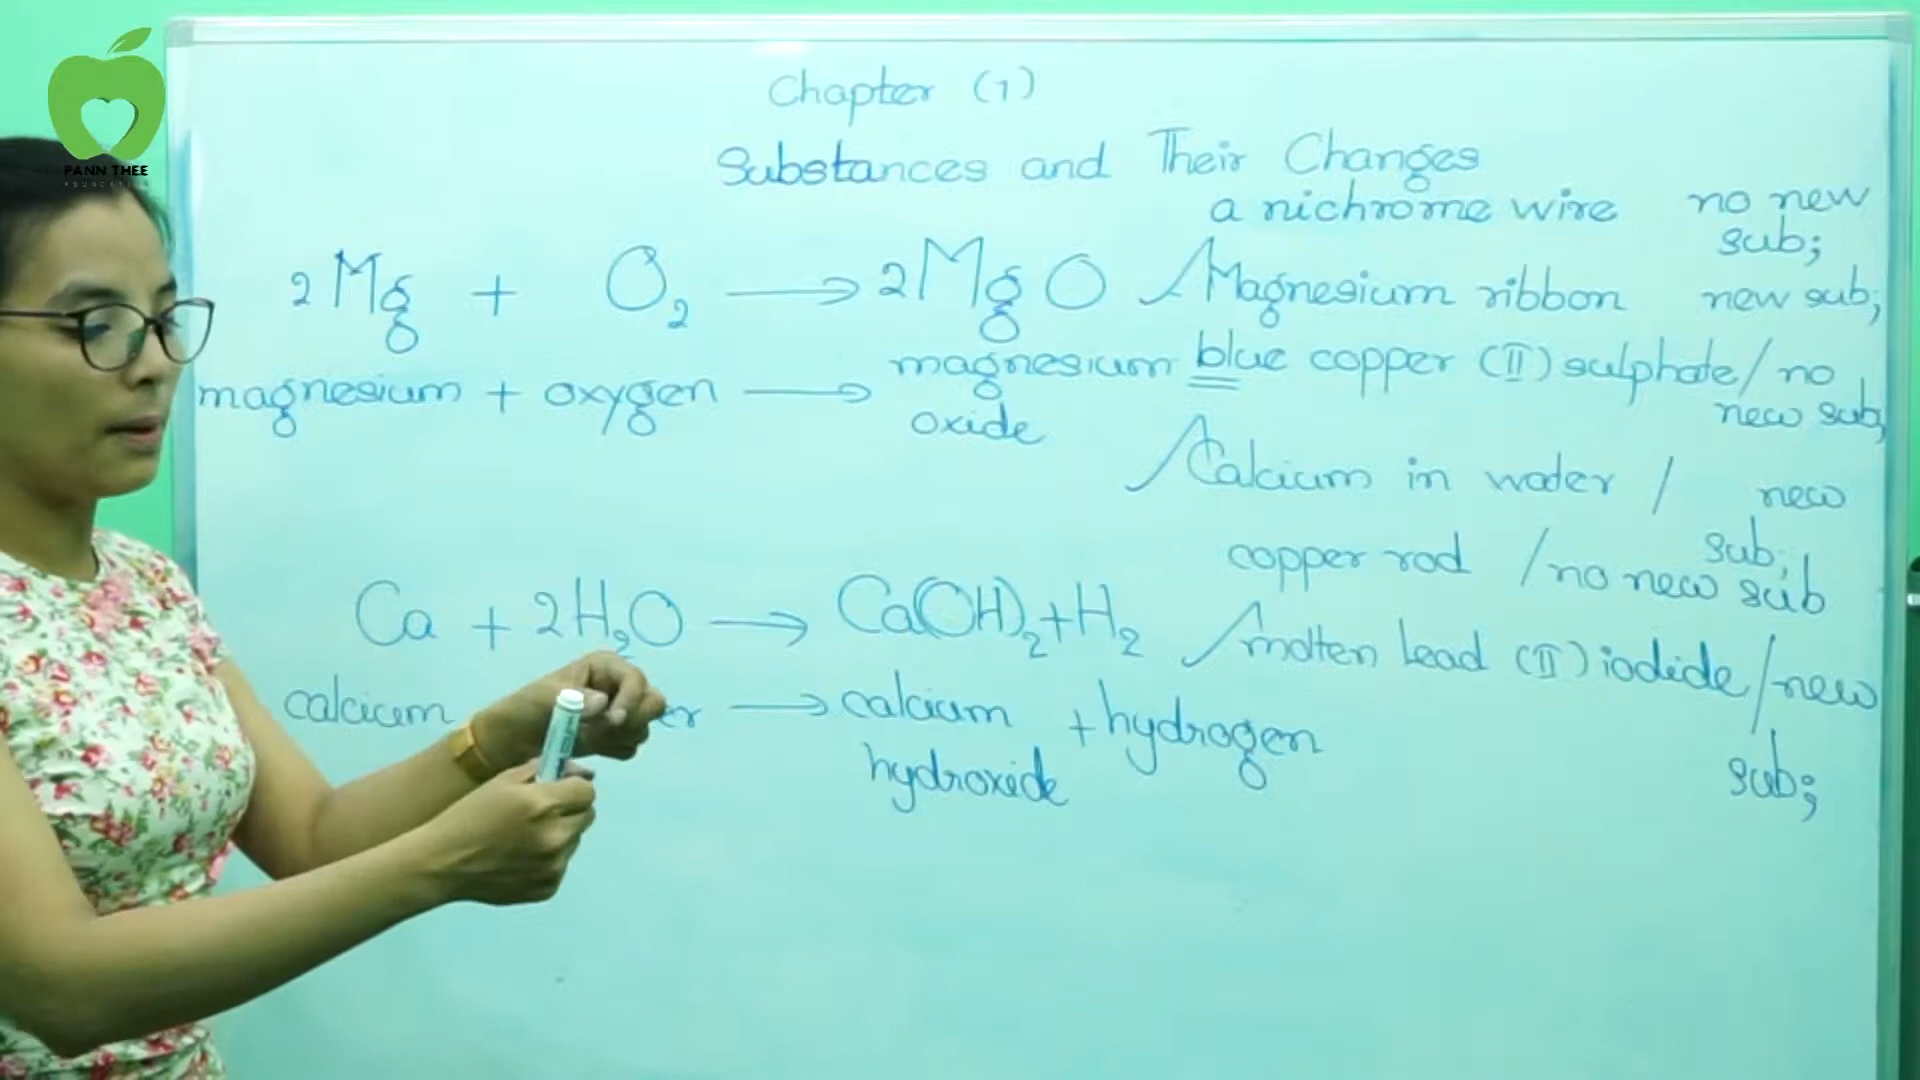 PANN THEE
FOUNDATION
Chapter (1)
Substances and Their Changes
a nichrome wire no new sub;
2Mg + O2 → 2MgO
Magnesium ribbon new sub;
magnesium + oxygen → magnesium oxide
blue copper (II) sulphate / no new sub;
Calcium in water / new sub;
copper rod / no new sub
Ca + 2H2O → Ca(OH)2 + H2
molten lead (II) iodide / new sub;
calcium er → calcium hydroxide + hydrogen